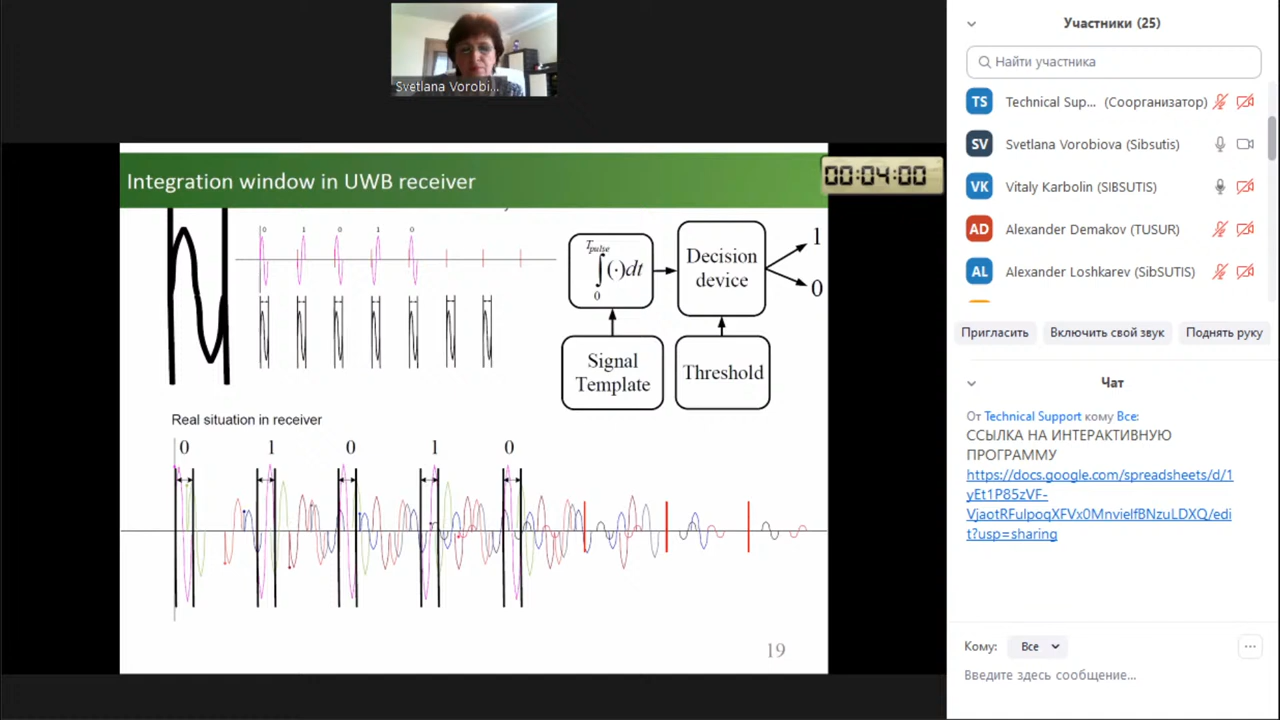 Svetlana Vorobi...
Integration window in UWB receiver
00:04:00
0 1 0 1 0
Tpulse
∫(·)dt
0
Decision
device
1
0
Signal
Template
Threshold
Real situation in receiver
0 1 0 1 0
19
Участники (25)
Найти участника
TS Technical Sup... (Соорганизатор)
SV Svetlana Vorobiova (Sibsutis)
VK Vitaly Karbolin (SIBSUTIS)
AD Alexander Demakov (TUSUR)
AL Alexander Loshkarev (SibSUTIS)
Пригласить Включить свой звук Поднять руку
Чат
От Technical Support кому Все:
ССЫЛКА НА ИНТЕРАКТИВНУЮ
ПРОГРАММУ
https://docs.google.com/spreadsheets/d/1
yEt1P85zVF-
VjaotRFulpoqXFVx0MnvielfBNzuLDXQ/edi
t?usp=sharing
Кому: Все
Введите здесь сообщение...